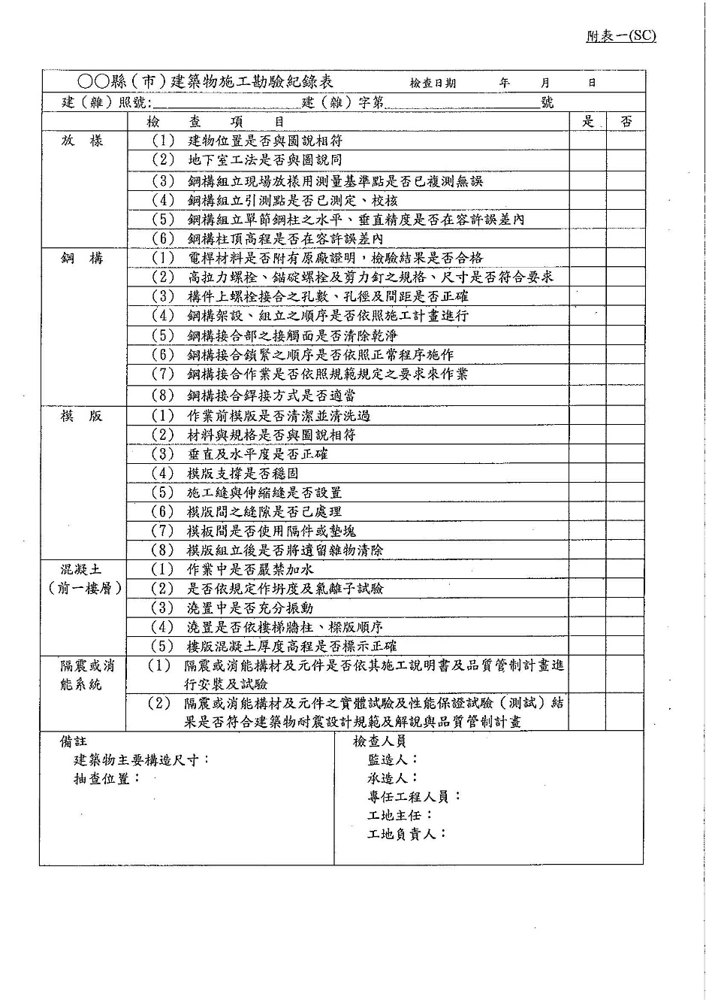 附表一(SC)
○○縣（市）建築物施工勘驗紀錄表 檢查日期 年 月 日
建（雜）照號:＿＿＿＿＿＿＿＿建（雜）字第＿＿＿＿＿＿＿＿號
檢 查 項 目 是 否
放 樣 (1) 建物位置是否與圖說相符
(2) 地下室工法是否與圖說同
(3) 鋼構組立現場放樣用測量基準點是否已複測無誤
(4) 鋼構組立引測點是否已測定、校核
(5) 鋼構組立單節鋼柱之水平、垂直精度是否在容許誤差內
(6) 鋼構柱頂高程是否在容許誤差內
鋼 構 (1) 電桿材料是否附有原廠證明，檢驗結果是否合格
(2) 高拉力螺栓、錨碇螺栓及剪力釘之規格、尺寸是否符合要求
(3) 構件上螺栓接合之孔數、孔徑及間距是否正確
(4) 鋼構架設、組立之順序是否依照施工計畫進行
(5) 鋼構接合部之接觸面是否清除乾淨
(6) 鋼構接合鎖緊之順序是否依照正常程序施作
(7) 鋼構接合作業是否依照規範規定之要求來作業
(8) 鋼構接合銲接方式是否適當
模 版 (1) 作業前模版是否清潔並清洗過
(2) 材料與規格是否與圖說相符
(3) 垂直及水平度是否正確
(4) 模版支撐是否穩固
(5) 施工縫與伸縮縫是否設置
(6) 模版間之縫隙是否已處理
(7) 模板間是否使用隔件或墊塊
(8) 模版組立後是否將遺留雜物清除
混凝土 (1) 作業中是否嚴禁加水
（前一樓層） (2) 是否依規定作坍度及氯離子試驗
(3) 澆置中是否充分振動
(4) 澆置是否依樓梯牆柱、樑版順序
(5) 樓版混凝土厚度高程是否標示正確
隔震或消 (1) 隔震或消能構材及元件是否依其施工說明書及品質管制計畫進
能系統 行安裝及試驗
(2) 隔震或消能構材及元件之實體試驗及性能保證試驗（測試）結
果是否符合建築物耐震設計規範及解說與品質管制計畫
備註 檢查人員
建築物主要構造尺寸： 監造人：
抽查位置： 承造人：
專任工程人員：
工地主任：
工地負責人：